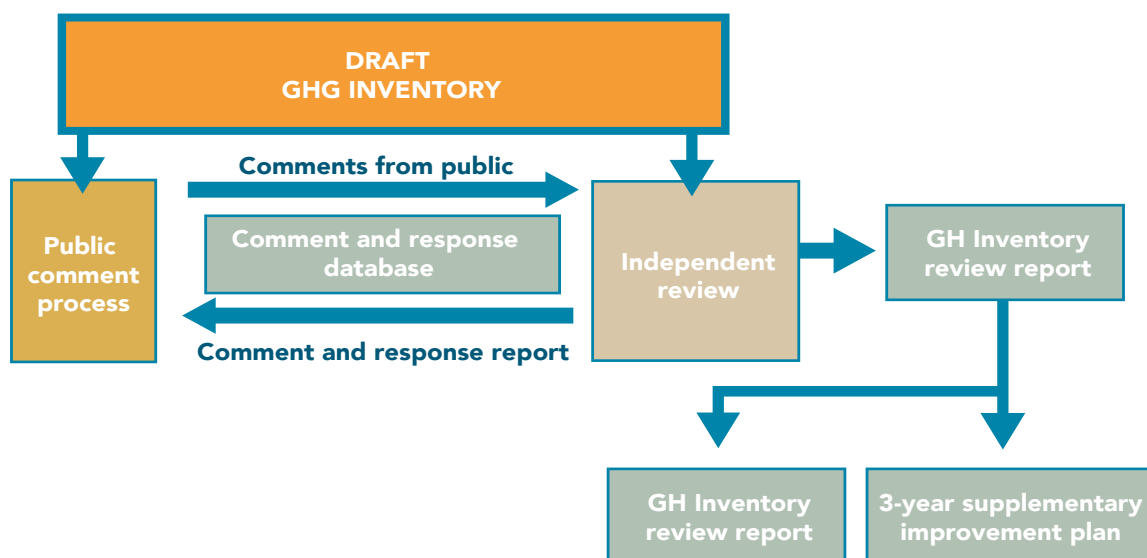 DRAFT
GHG INVENTORY
Comments from public
Public
comment
process
Comment and response
database
Independent
review
GH Inventory
review report
Comment and response report
GH Inventory
review report
3-year supplementary
improvement plan